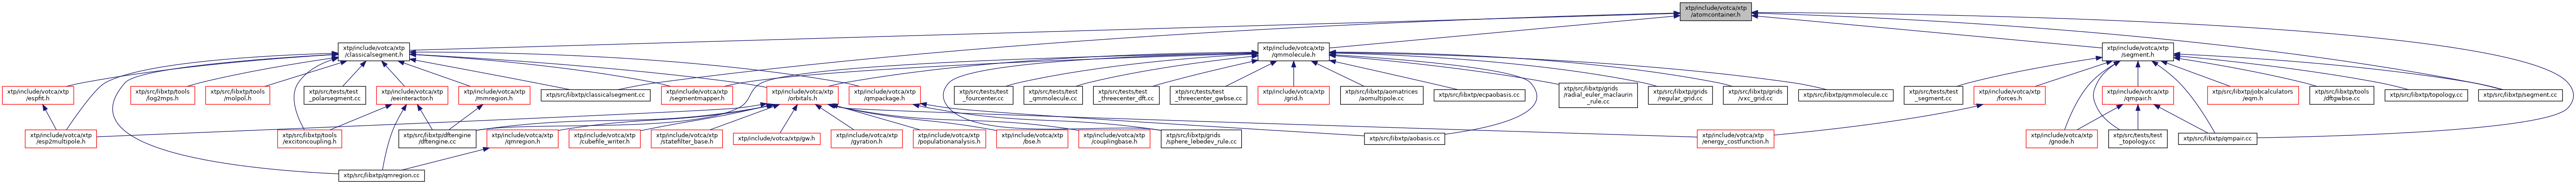 xtp/include/votca/xtp
/atomcontainer.h
xtp/include/votca/xtp
/classicalsegment.h
xtp/include/votca/xtp
/qmmolecule.h
xtp/include/votca/xtp
/segment.h
xtp/include/votca/xtp
/espfit.h
xtp/src/libxtp/tools
/log2mps.h
xtp/src/libxtp/tools
/molpol.h
xtp/src/tests/test
_polarsegment.cc
xtp/include/votca/xtp
/eeinteractor.h
xtp/include/votca/xtp
/mmregion.h
xtp/src/libxtp/classicalsegment.cc
xtp/include/votca/xtp
/segmentmapper.h
xtp/include/votca/xtp
/orbitals.h
xtp/include/votca/xtp
/qmpackage.h
xtp/src/tests/test
_fourcenter.cc
xtp/src/tests/test
_qmmolecule.cc
xtp/src/tests/test
_threecenter_dft.cc
xtp/src/tests/test
_threecenter_gwbse.cc
xtp/include/votca/xtp
/grid.h
xtp/src/libxtp/aomatrices
/aomultipole.cc
xtp/src/libxtp/ecpaobasis.cc
xtp/src/libxtp/grids
/radial_euler_maclaurin
_rule.cc
xtp/src/libxtp/grids
/regular_grid.cc
xtp/src/libxtp/grids
/vxc_grid.cc
xtp/src/libxtp/qmmolecule.cc
xtp/src/tests/test
_segment.cc
xtp/include/votca/xtp
/forces.h
xtp/include/votca/xtp
/qmpair.h
xtp/src/libxtp/jobcalculators
/eqm.h
xtp/src/libxtp/tools
/dftgwbse.cc
xtp/src/libxtp/topology.cc
xtp/src/libxtp/segment.cc
xtp/include/votca/xtp
/esp2multipole.h
xtp/src/libxtp/tools
/excitoncoupling.h
xtp/src/libxtp/dftengine
/dftengine.cc
xtp/include/votca/xtp
/qmregion.h
xtp/include/votca/xtp
/cubefile_writer.h
xtp/include/votca/xtp
/statefilter_base.h
xtp/include/votca/xtp/gw.h
xtp/include/votca/xtp
/gyration.h
xtp/include/votca/xtp
/populationanalysis.h
xtp/include/votca/xtp
/bse.h
xtp/include/votca/xtp
/couplingbase.h
xtp/src/libxtp/grids
/sphere_lebedev_rule.cc
xtp/src/libxtp/aobasis.cc
xtp/include/votca/xtp
/energy_costfunction.h
xtp/include/votca/xtp
/gnode.h
xtp/src/tests/test
_topology.cc
xtp/src/libxtp/qmpair.cc
xtp/src/libxtp/qmregion.cc